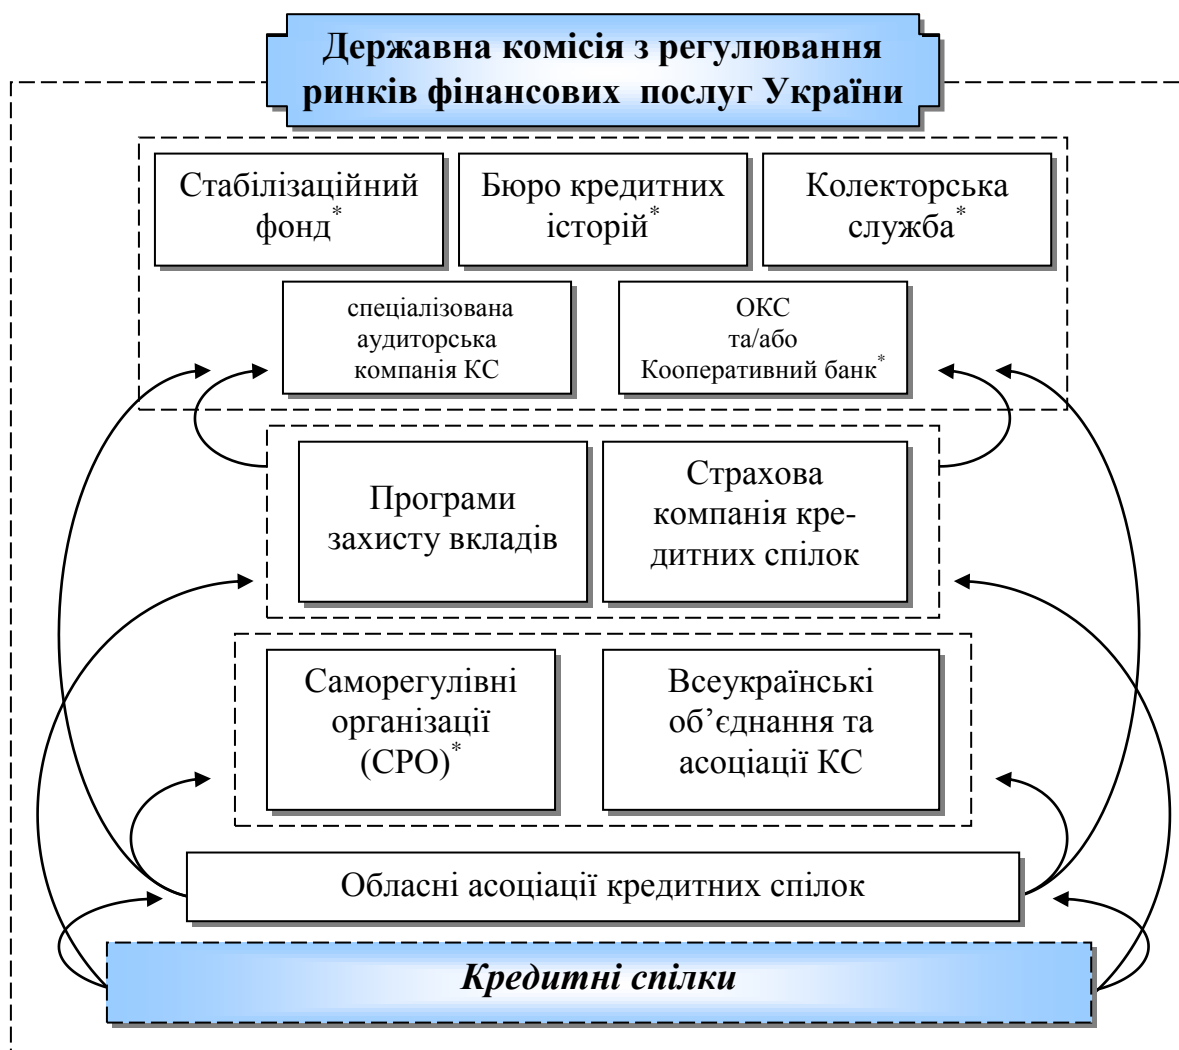 Державна комісія з регулювання
ринків фінансових послуг України
Стабілізаційний
фонд*
Бюро кредитних
історій*
Колекторська
служба*
спеціалізована
аудиторська
компанія КС
ОКС
та/або
Кооперативний банк*
Програми
захисту вкладів
Страхова
компанія кре-
дитних спілок
Саморегулівні
організації
(СРО)*
Всеукраїнські
об’єднання та
асоціації КС
Обласні асоціації кредитних спілок
Кредитні спілки